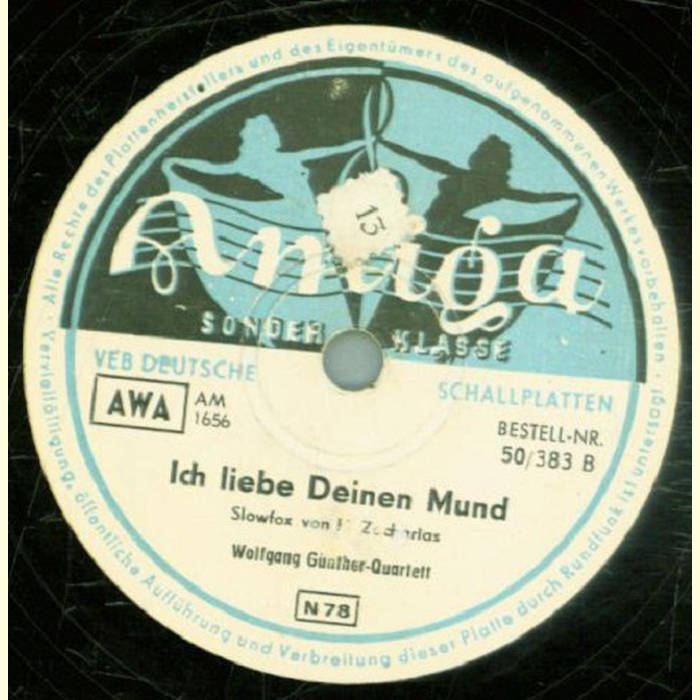 Alle Rechte des Plattenherstellers und des Eigentümers des aufgenommenen Werkes vorbehalten · Vervielfältigung, öffentliche Aufführung und Verbreitung dieser Platte durch Rundfunk ist untersagt ·
13
Amiga
SONDER KLASSE
VEB DEUTSCHE SCHALLPLATTEN
AWA AM
1656
BESTELL-NR.
50/383 B
Ich liebe Deinen Mund
Slowfox von
Wolfgang Günther-Quartett
N 78